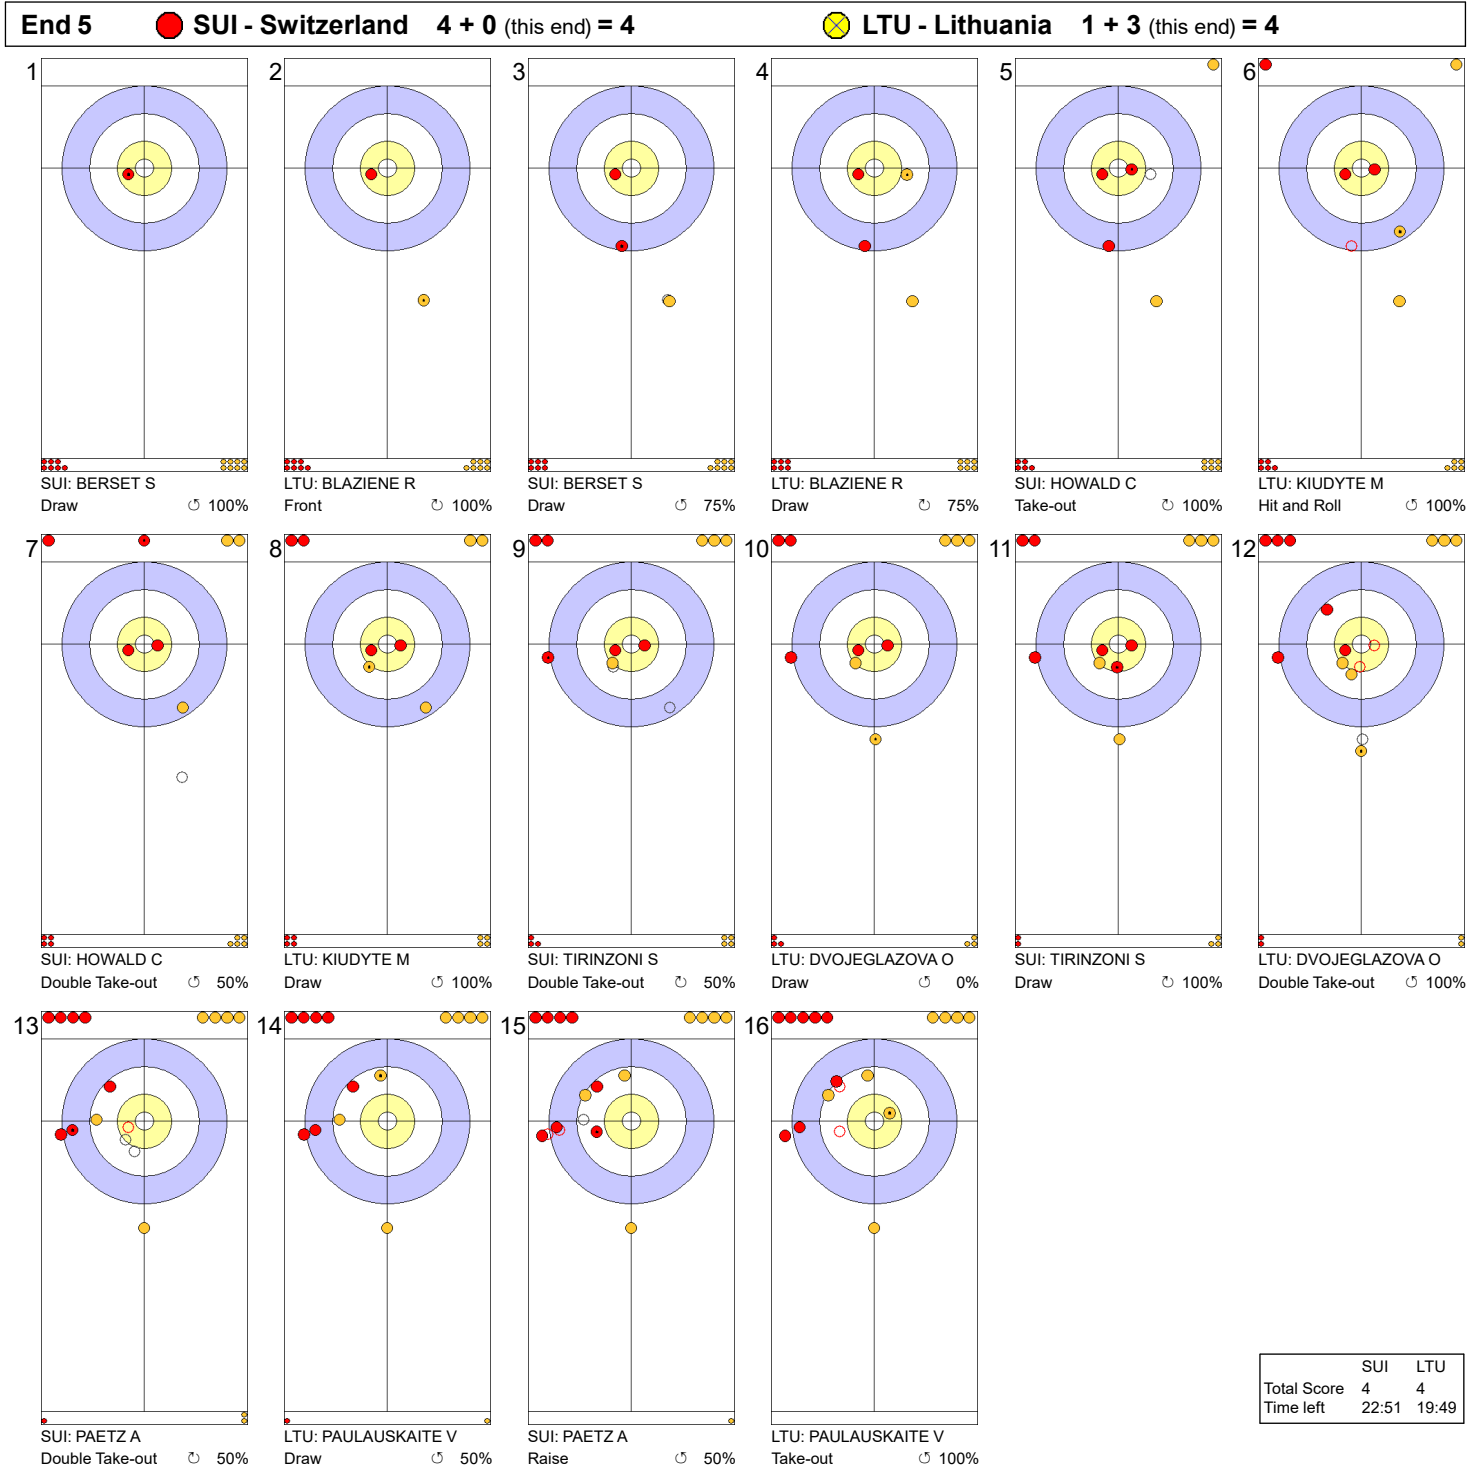 End 5 SUI - Switzerland 4 + 0 (this end) = 4 LTU - Lithuania 1 + 3 (this end) = 4
1 2 3 4 5 6
SUI: BERSET S LTU: BLAZIENE R SUI: BERSET S LTU: BLAZIENE R SUI: HOWALD C LTU: KIUDYTE M
Draw ↺ 100% Front ↻ 100% Draw ↺ 75% Draw ↻ 75% Take-out ↻ 100% Hit and Roll ↻ 100%
7 8 9 10 11 12
SUI: HOWALD C LTU: KIUDYTE M SUI: TIRINZONI S LTU: DVOJEGLAZOVA O SUI: TIRINZONI S LTU: DVOJEGLAZOVA O
Double Take-out ↺ 50% Draw ↻ 100% Double Take-out ↻ 50% Draw ↺ 0% Draw ↺ 100% Double Take-out ↺ 100%
13 14 15 16
SUI: PAETZ A LTU: PAULAUSKAITE V SUI: PAETZ A LTU: PAULAUSKAITE V
Double Take-out ↻ 50% Draw ↺ 50% Raise ↺ 50% Take-out ↺ 100%
SUI LTU
Total Score 4 4
Time left 22:51 19:49